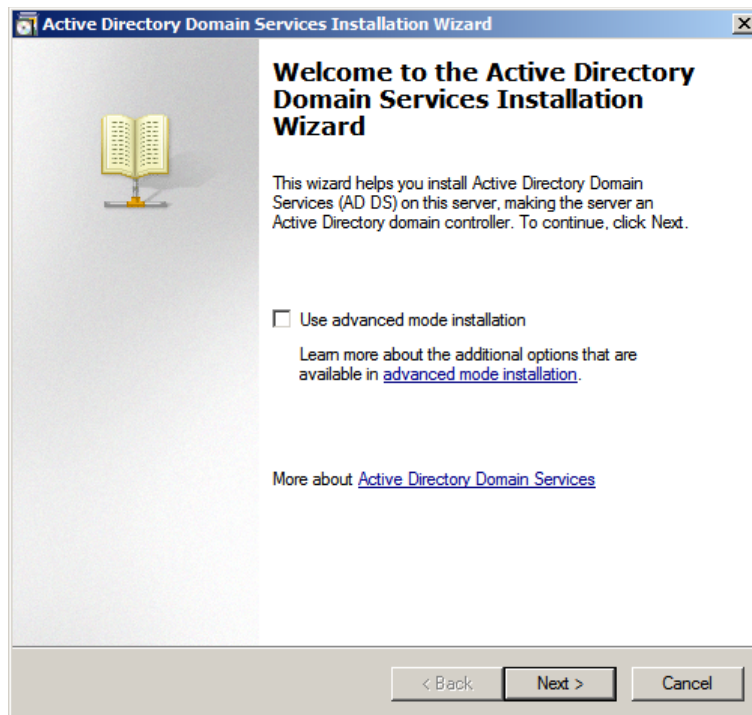 Active Directory Domain Services Installation Wizard
Welcome to the Active Directory
Domain Services Installation
Wizard
This wizard helps you install Active Directory Domain
Services (AD DS) on this server, making the server an
Active Directory domain controller. To continue, click Next.
Use advanced mode installation
Learn more about the additional options that are
available in advanced mode installation.
More about Active Directory Domain Services
< Back
Next >
Cancel